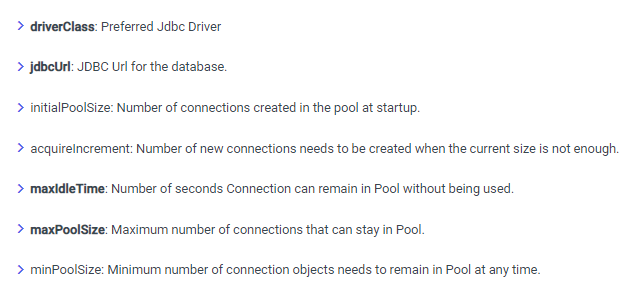 driverClass: Preferred Jdbc Driver
jdbcUrl: JDBC Url for the database.
initialPoolSize: Number of connections created in the pool at startup.
acquireIncrement: Number of new connections needs to be created when the current size is not enough.
maxIdleTime: Number of seconds Connection can remain in Pool without being used.
maxPoolSize: Maximum number of connections that can stay in Pool.
minPoolSize: Minimum number of connection objects needs to remain in Pool at any time.